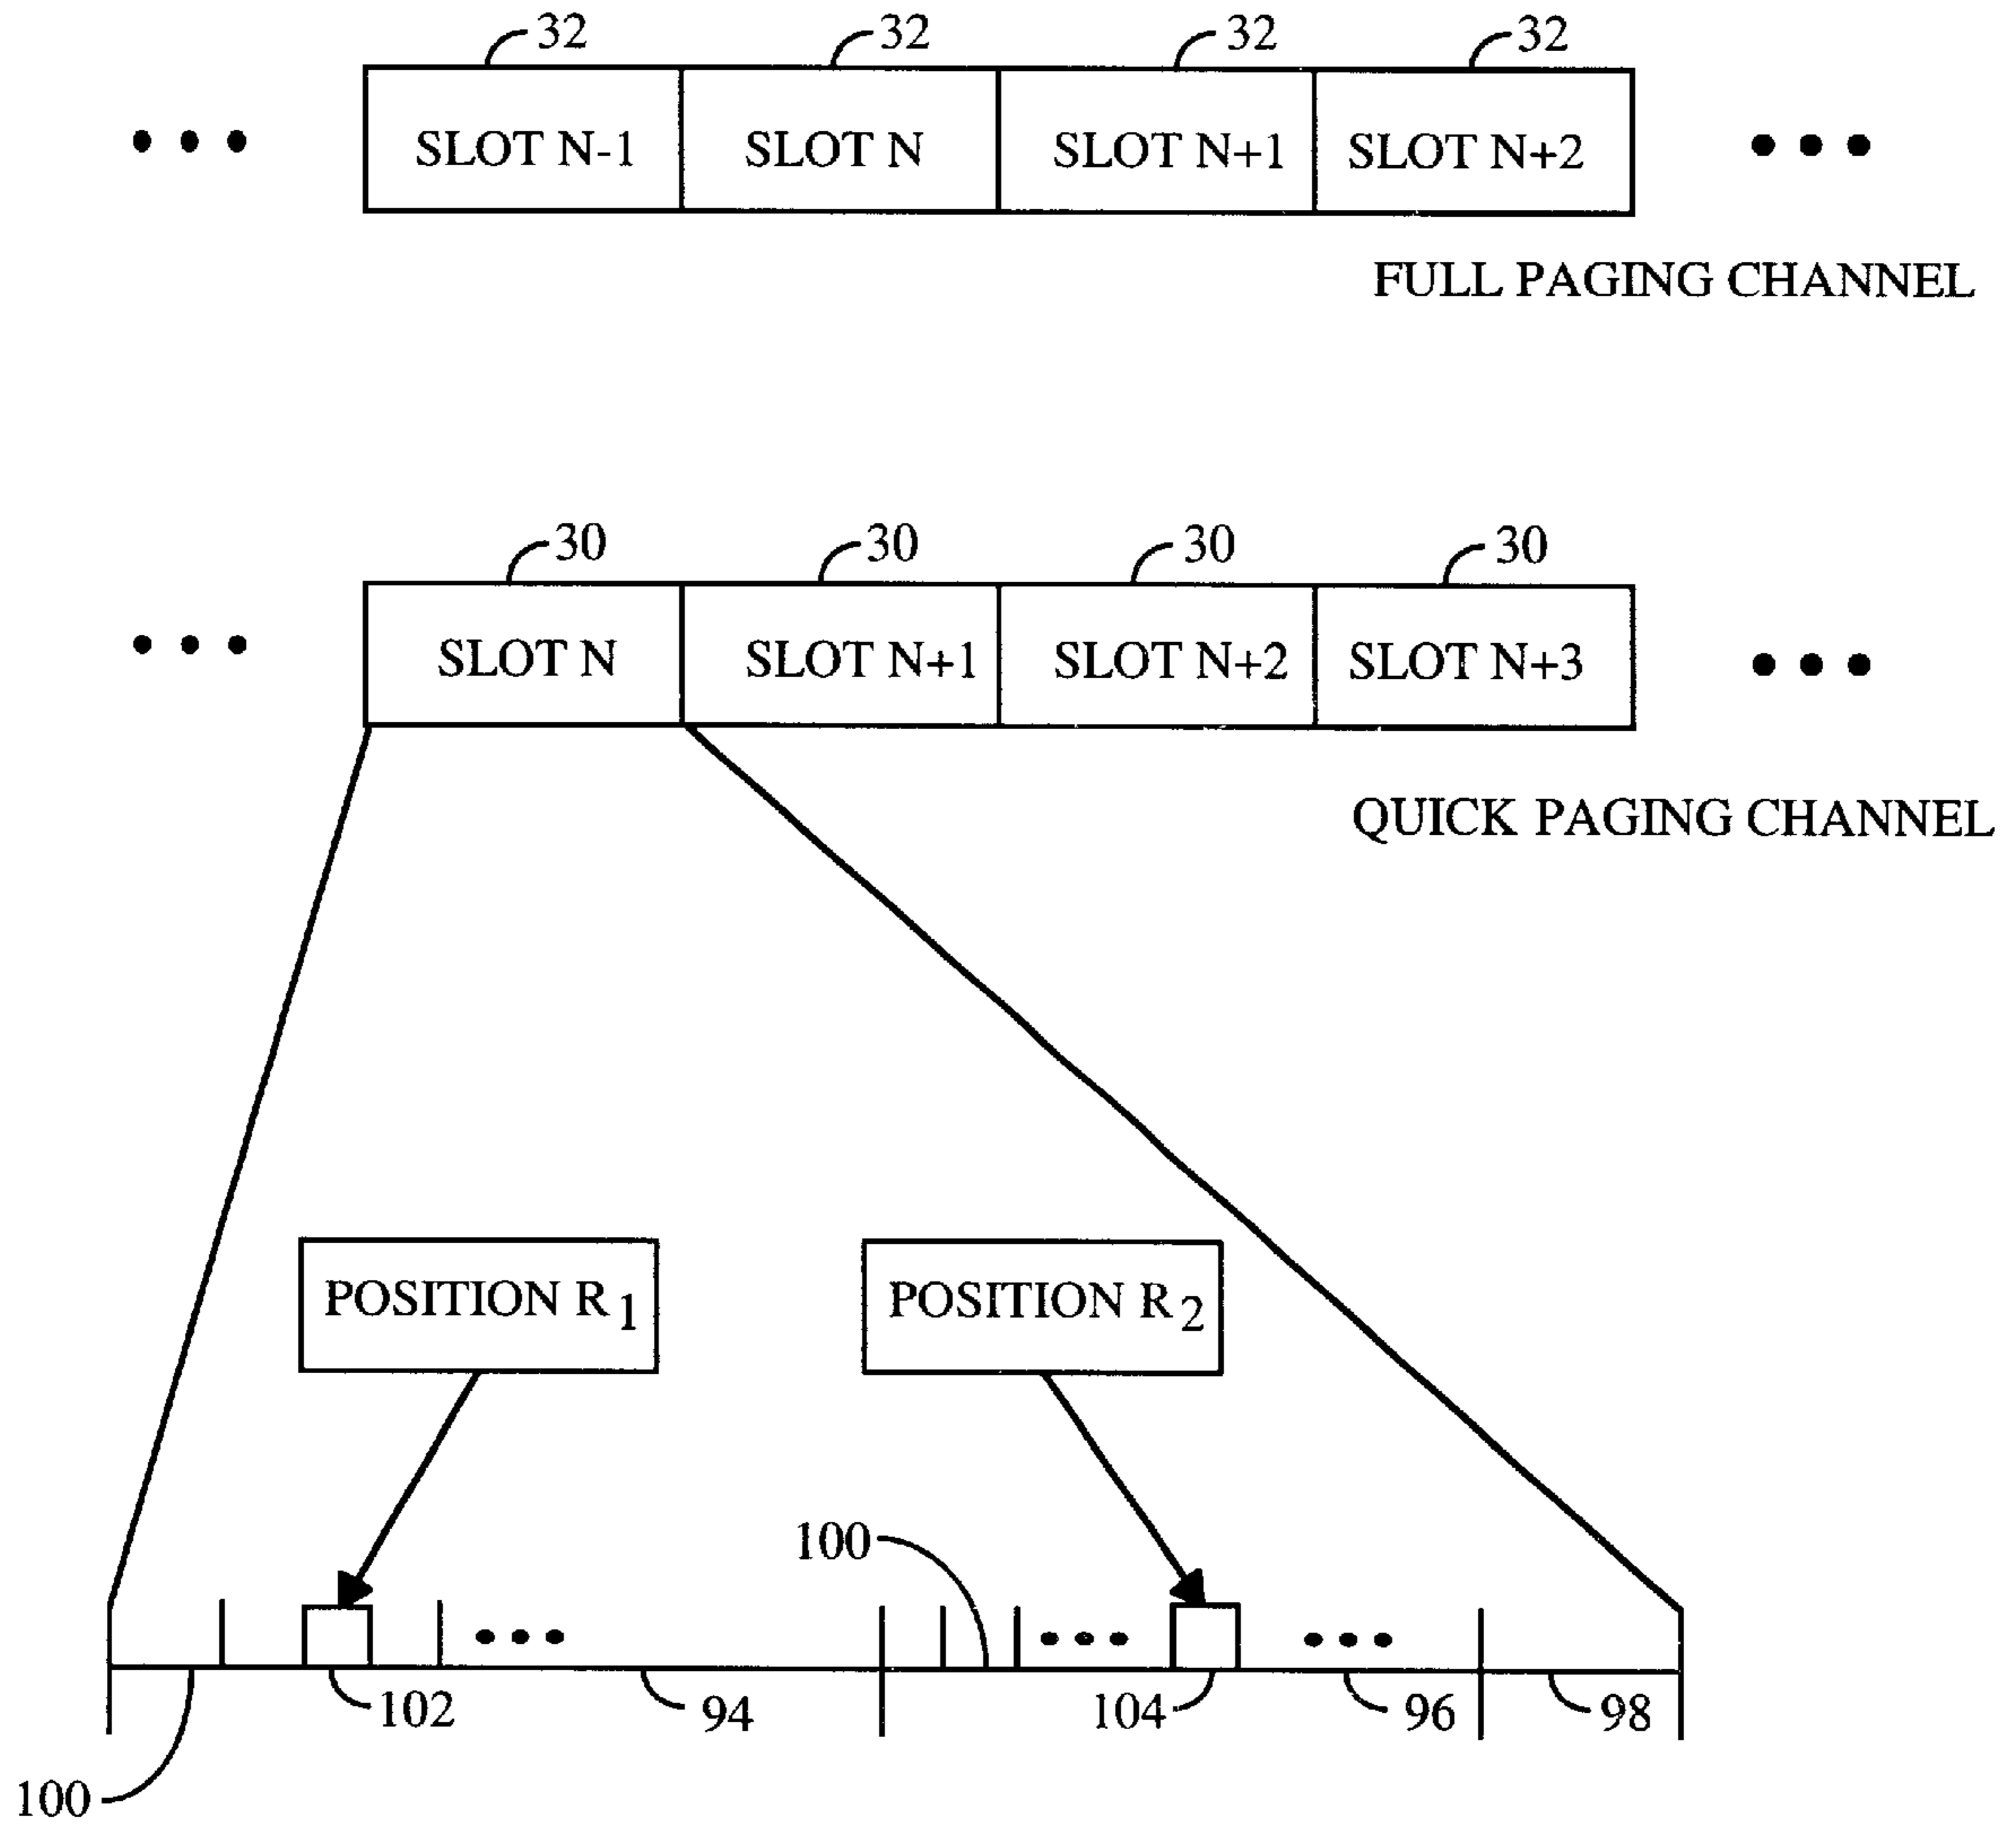 32 32 32 32
SLOT N-1 SLOT N SLOT N+1 SLOT N+2
FULL PAGING CHANNEL
30 30 30 30
SLOT N SLOT N+1 SLOT N+2 SLOT N+3
QUICK PAGING CHANNEL
POSITION R1 POSITION R2
100
102 94 104 96 98
100